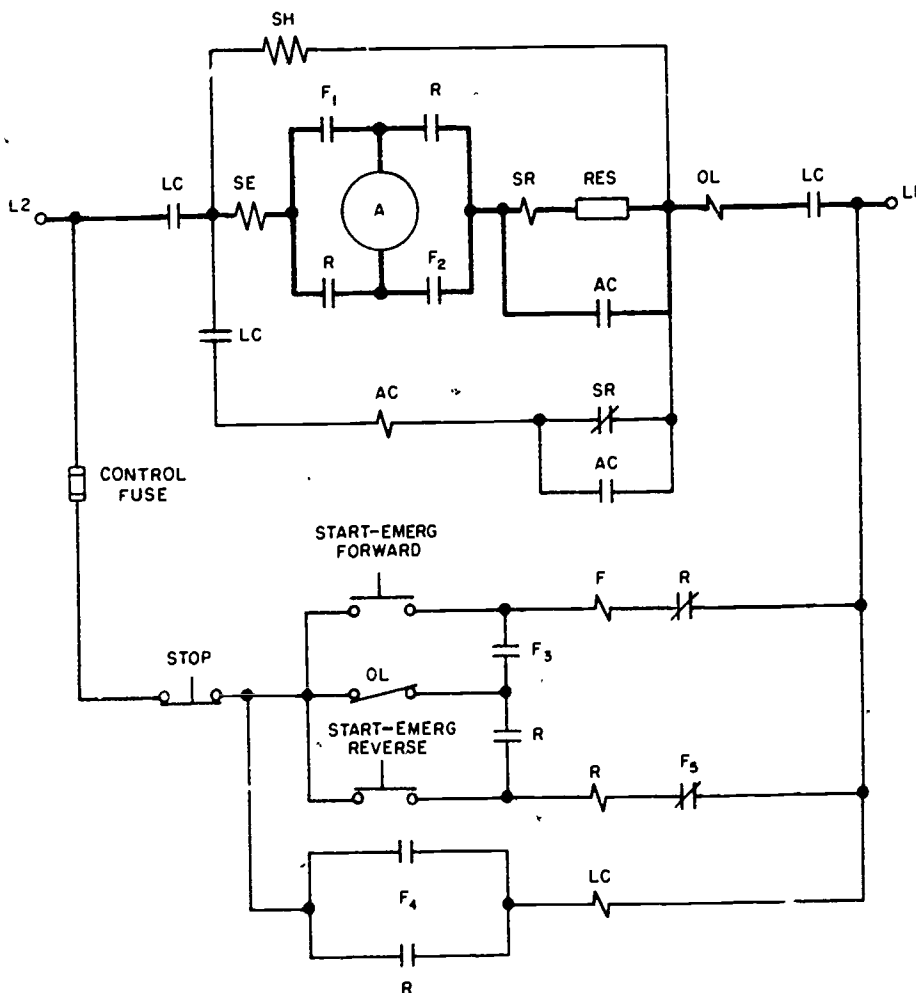 SH
F1
R
L2
LC
SE
A
SR
RES
OL
LC
L1
R
F2
AC
LC
AC
SR
AC
CONTROL
FUSE
START-EMERG
FORWARD
F
R
F3
STOP
OL
START-EMERG
REVERSE
R
R
F5
F4
LC
R